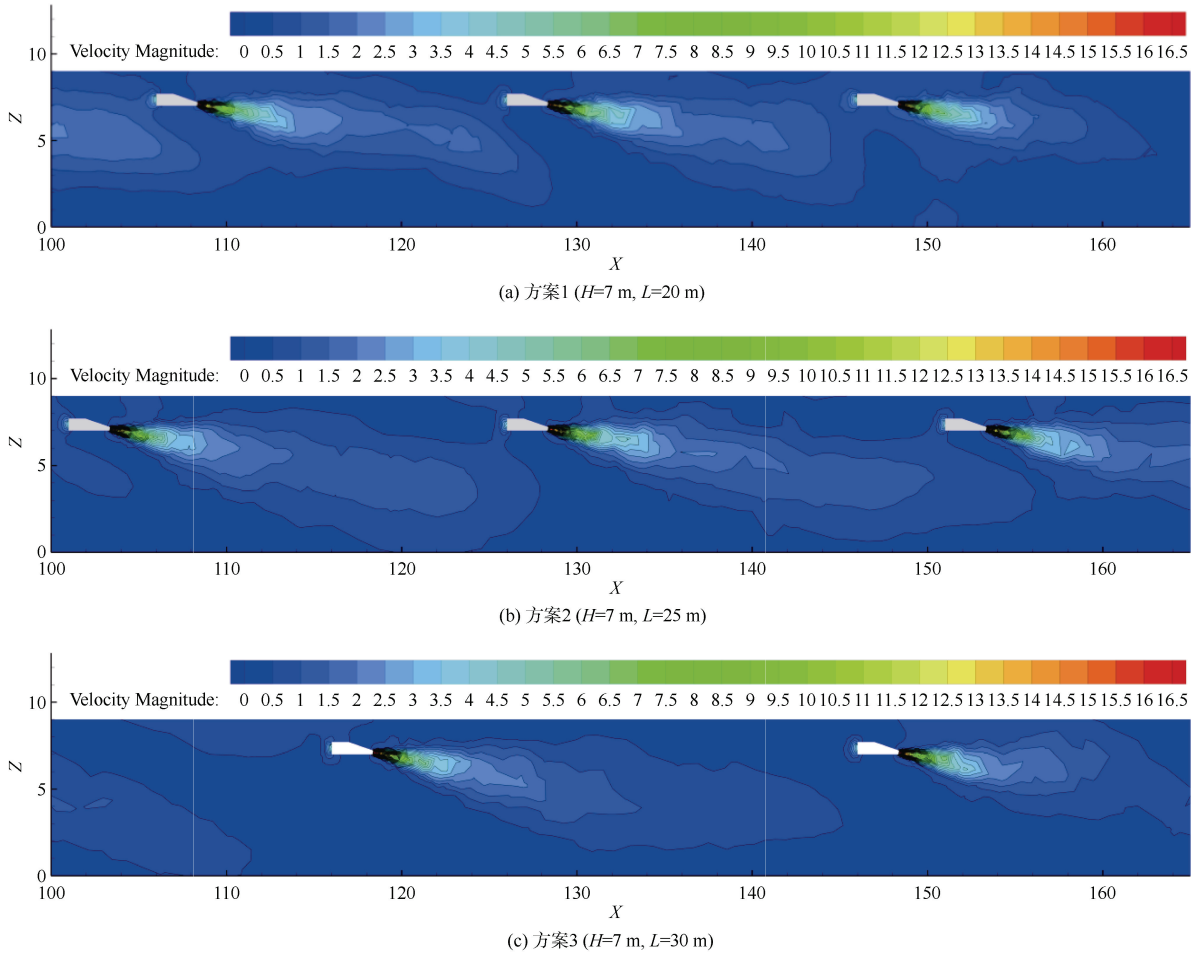 10
Velocity Magnitude: 0 0.5 1 1.5 2 2.5 3 3.5 4 4.5 5 5.5 6 6.5 7 7.5 8 8.5 9 9.5 10 10.5 11 11.5 12 12.5 13 13.5 14 14.5 15 15.5 16 16.5
Z
5
0
100 110 120 130 140 150 160
X
(a) 方案1 (H=7 m, L=20 m)
10
Velocity Magnitude: 0 0.5 1 1.5 2 2.5 3 3.5 4 4.5 5 5.5 6 6.5 7 7.5 8 8.5 9 9.5 10 10.5 11 11.5 12 12.5 13 13.5 14 14.5 15 15.5 16 16.5
Z
5
0
100 110 120 130 140 150 160
X
(b) 方案2 (H=7 m, L=25 m)
10
Velocity Magnitude: 0 0.5 1 1.5 2 2.5 3 3.5 4 4.5 5 5.5 6 6.5 7 7.5 8 8.5 9 9.5 10 10.5 11 11.5 12 12.5 13 13.5 14 14.5 15 15.5 16 16.5
Z
5
0
100 110 120 130 140 150 160
X
(c) 方案3 (H=7 m, L=30 m)